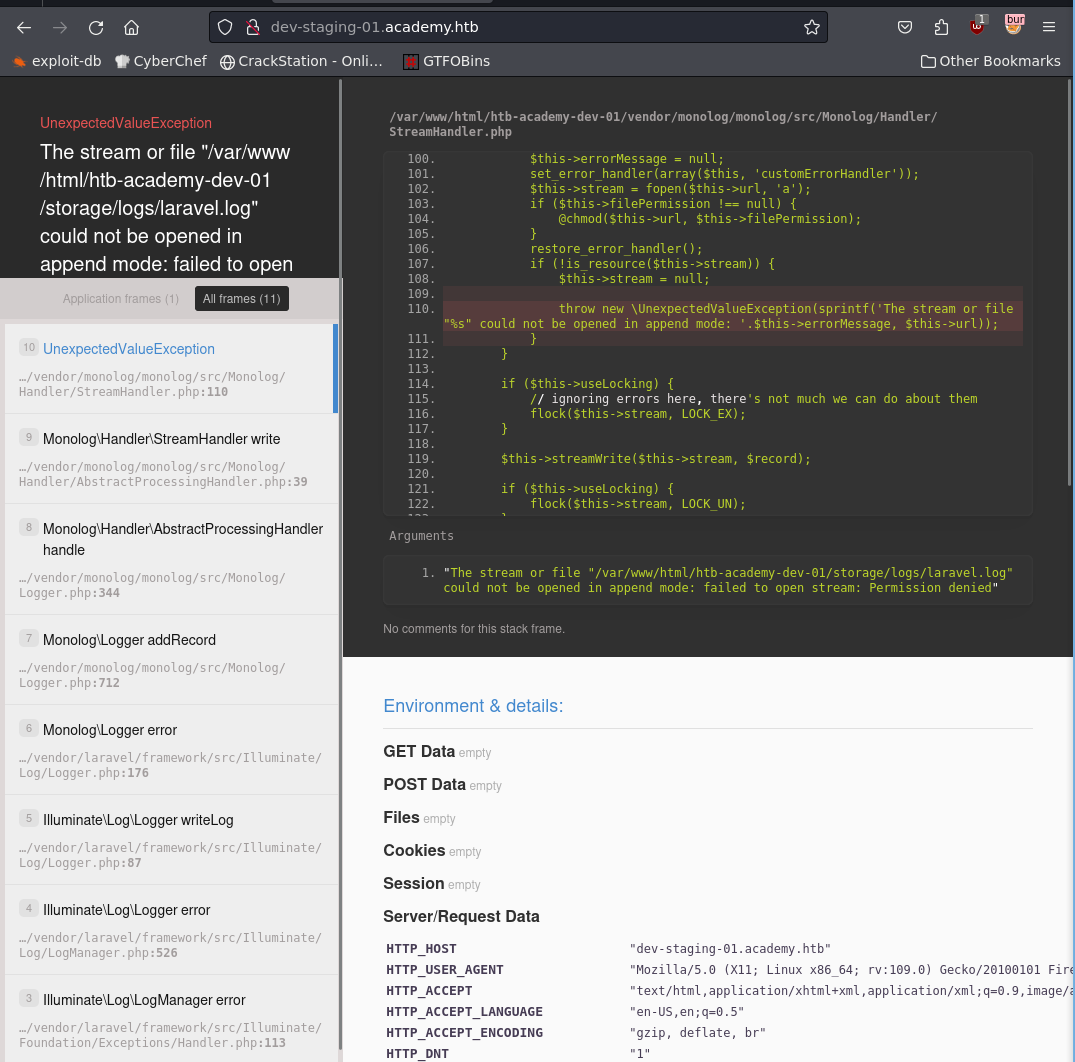 dev-staging-01.academy.htb
1
bur
exploit-db
CyberChef
CrackStation - Onli…
GTFOBins
Other Bookmarks
UnexpectedValueException
The stream or file "/var/www
/html/htb-academy-dev-01
/storage/logs/laravel.log"
could not be opened in
append mode: failed to open
Application frames (1)
All frames (11)
10 UnexpectedValueException
…/vendor/monolog/monolog/src/Monolog/
Handler/StreamHandler.php:110
9 Monolog\Handler\StreamHandler write
…/vendor/monolog/monolog/src/Monolog/
Handler/AbstractProcessingHandler.php:39
8 Monolog\Handler\AbstractProcessingHandler
handle
…/vendor/monolog/monolog/src/Monolog/
Logger.php:344
7 Monolog\Logger addRecord
…/vendor/monolog/monolog/src/Monolog/
Logger.php:712
6 Monolog\Logger error
…/vendor/laravel/framework/src/Illuminate/
Log/Logger.php:176
5 Illuminate\Log\Logger writeLog
…/vendor/laravel/framework/src/Illuminate/
Log/Logger.php:87
4 Illuminate\Log\Logger error
…/vendor/laravel/framework/src/Illuminate/
Log/LogManager.php:526
3 Illuminate\Log\LogManager error
…/vendor/laravel/framework/src/Illuminate/
Foundation/Exceptions/Handler.php:113
/var/www/html/htb-academy-dev-01/vendor/monolog/monolog/src/Monolog/Handler/
StreamHandler.php
100. $this->errorMessage = null;
101. set_error_handler(array($this, 'customErrorHandler'));
102. $this->stream = fopen($this->url, 'a');
103. if ($this->filePermission !== null) {
104. @chmod($this->url, $this->filePermission);
105. }
106. restore_error_handler();
107. if (!is_resource($this->stream)) {
108. $this->stream = null;
109.
110. throw new \UnexpectedValueException(sprintf('The stream or file
"%s" could not be opened in append mode: '.$this->errorMessage, $this->url));
111. }
112. }
113.
114. if ($this->useLocking) {
115. // ignoring errors here, there's not much we can do about them
116. flock($this->stream, LOCK_EX);
117. }
118.
119. $this->streamWrite($this->stream, $record);
120.
121. if ($this->useLocking) {
122. flock($this->stream, LOCK_UN);
Arguments
1. "The stream or file "/var/www/html/htb-academy-dev-01/storage/logs/laravel.log"
could not be opened in append mode: failed to open stream: Permission denied"
No comments for this stack frame.
Environment & details:
GET Data empty
POST Data empty
Files empty
Cookies empty
Session empty
Server/Request Data
HTTP_HOST "dev-staging-01.academy.htb"
HTTP_USER_AGENT "Mozilla/5.0 (X11; Linux x86_64; rv:109.0) Gecko/20100101 Fire
HTTP_ACCEPT "text/html,application/xhtml+xml,application/xml;q=0.9,image/a
HTTP_ACCEPT_LANGUAGE "en-US,en;q=0.5"
HTTP_ACCEPT_ENCODING "gzip, deflate, br"
HTTP_DNT "1"